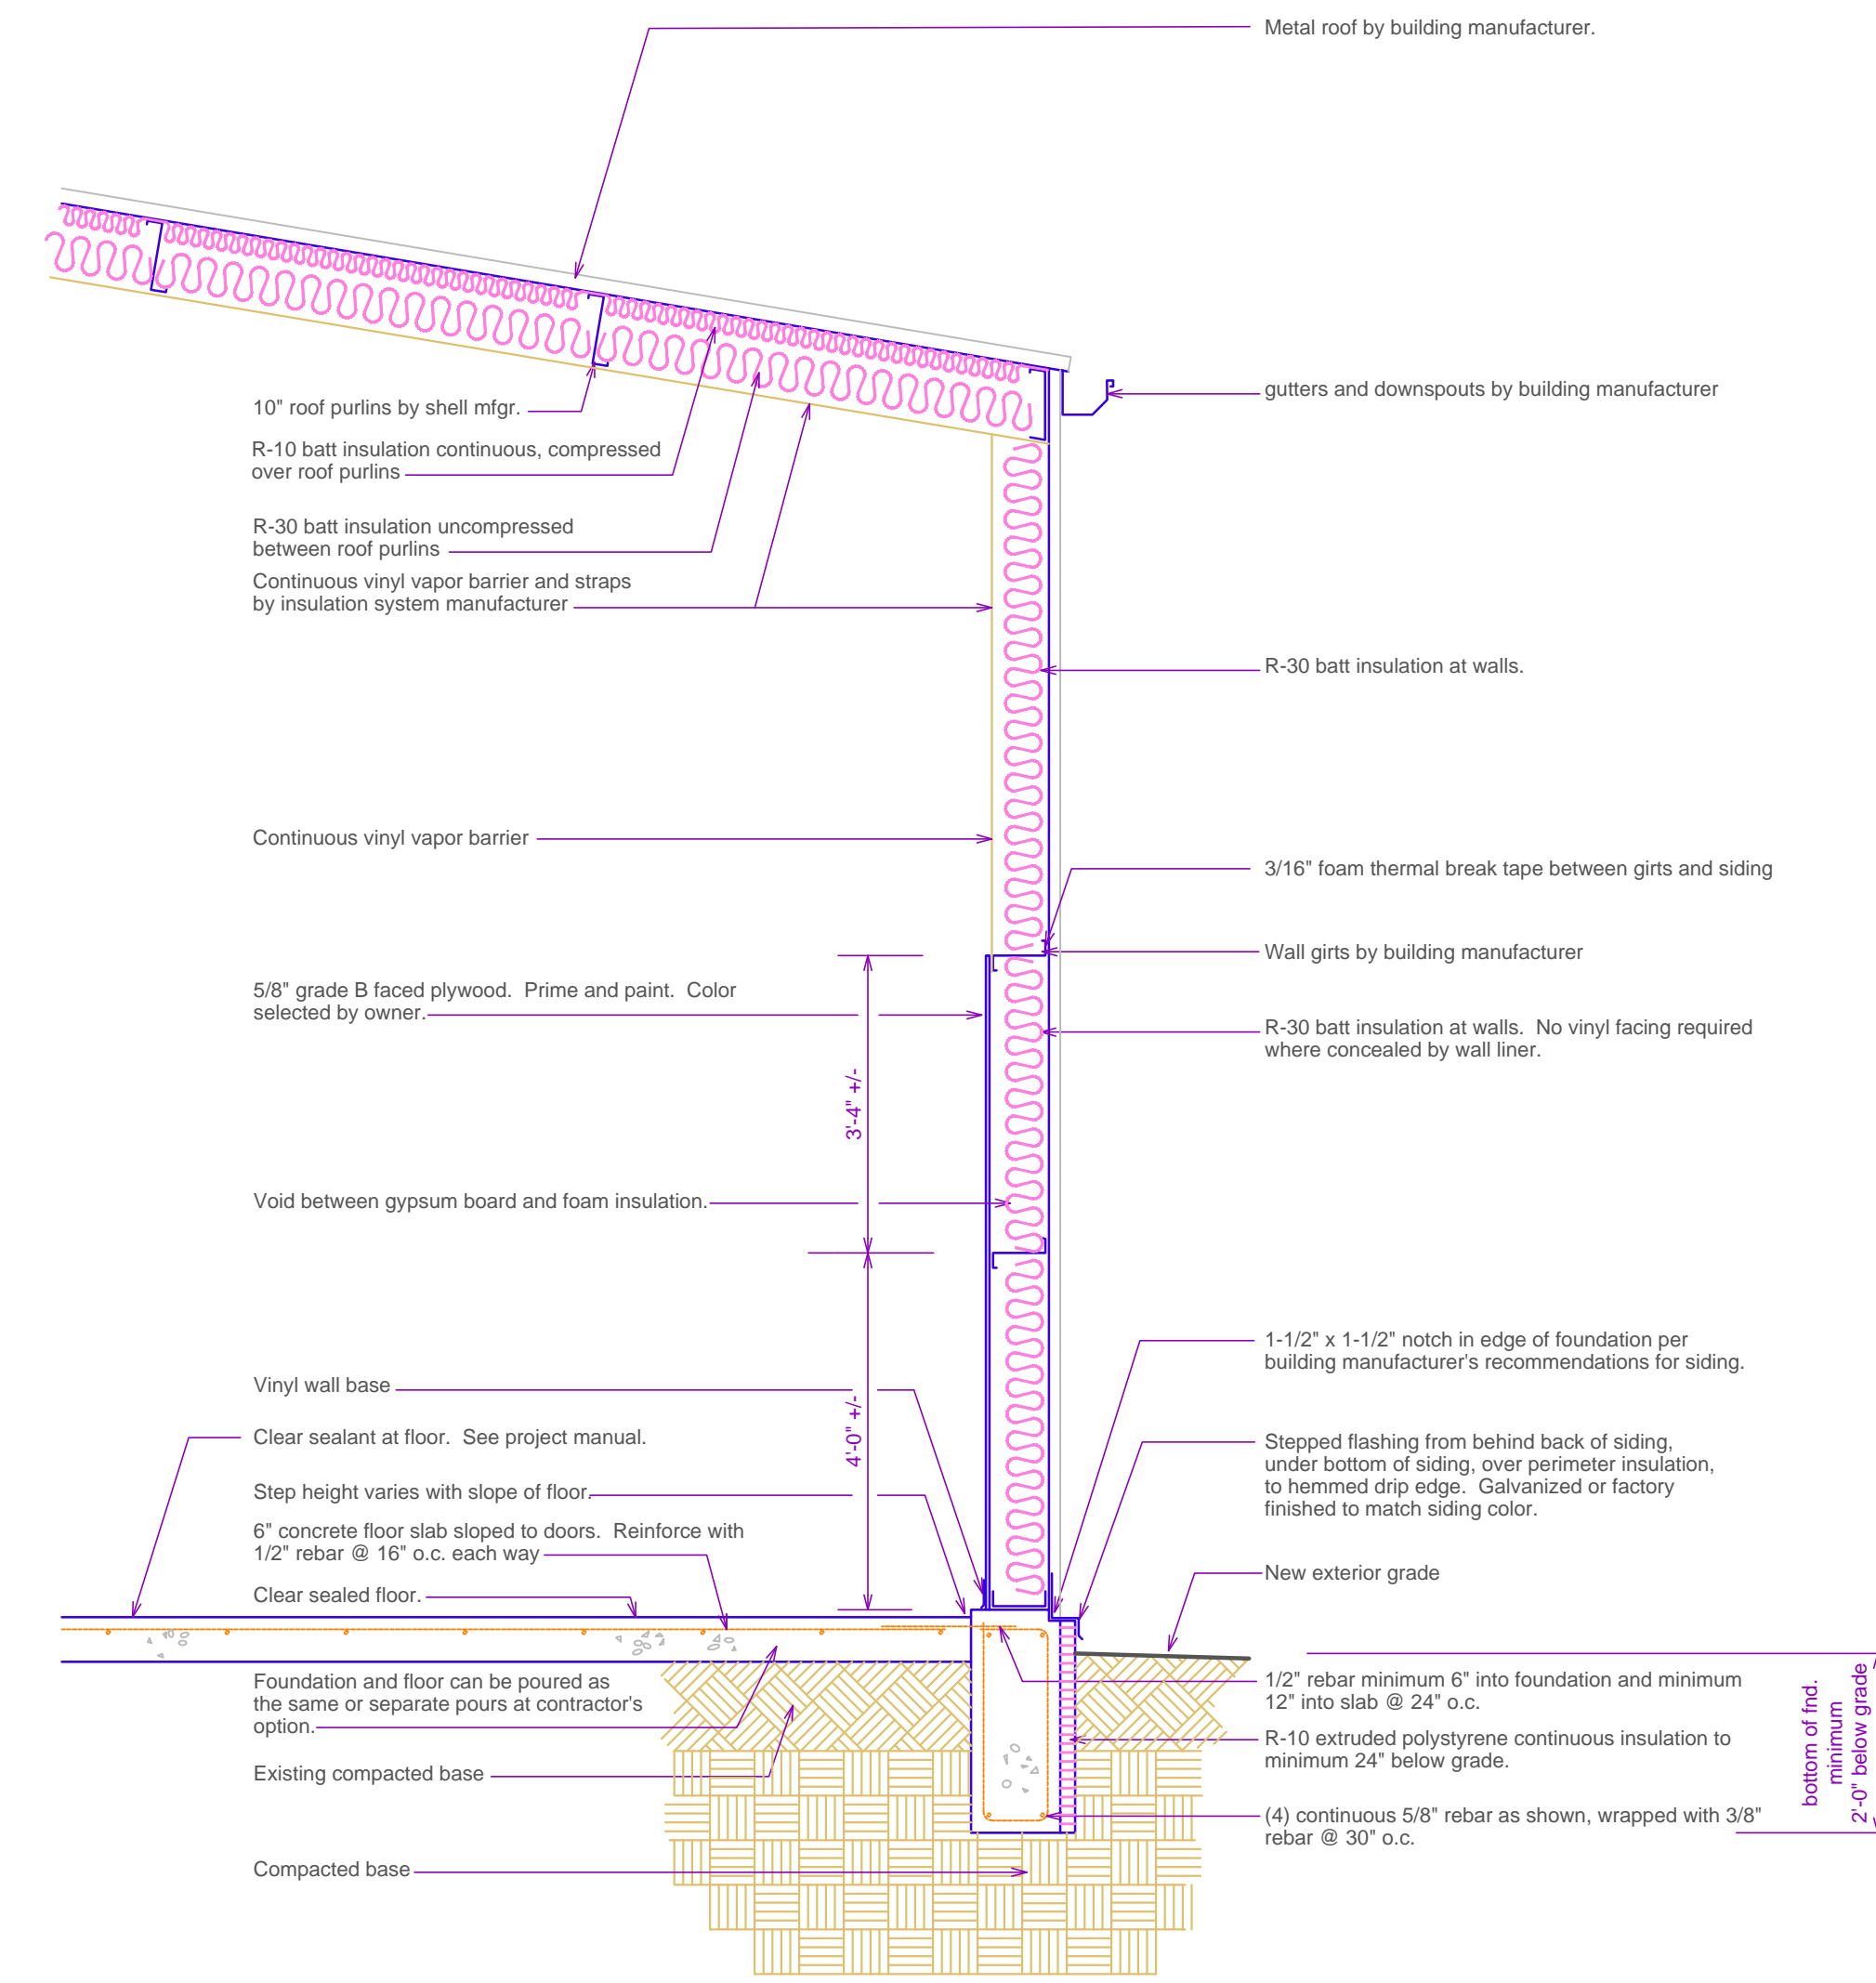 Metal roof by building manufacturer.
gutters and downspouts by building manufacturer
10" roof purlins by shell mfgr.
R-10 batt insulation continuous, compressed
over roof purlins
R-30 batt insulation uncompressed
between roof purlins
Continuous vinyl vapor barrier and straps
by insulation system manufacturer
R-30 batt insulation at walls.
Continuous vinyl vapor barrier
3/16" foam thermal break tape between girts and siding
Wall girts by building manufacturer
5/8" grade B faced plywood.  Prime and paint.  Color
selected by owner.
R-30 batt insulation at walls.  No vinyl facing required
where concealed by wall liner.
3'-4" +/-
Void between gypsum board and foam insulation.
1-1/2" x 1-1/2" notch in edge of foundation per
building manufacturer's recommendations for siding.
Vinyl wall base
4'-0" +/-
Clear sealant at floor.  See project manual.
Stepped flashing from behind back of siding,
under bottom of siding, over perimeter insulation,
to hemmed drip edge.  Galvanized or factory
finished to match siding color.
Step height varies with slope of floor.
6" concrete floor slab sloped to doors.  Reinforce with
1/2" rebar @ 16" o.c. each way
New exterior grade
Clear sealed floor.
Foundation and floor can be poured as
the same or separate pours at contractor's
option.
1/2" rebar minimum 6" into foundation and minimum
12" into slab @ 24" o.c.
R-10 extruded polystyrene continuous insulation to
minimum 24" below grade.
Existing compacted base
(4) continuous 5/8" rebar as shown, wrapped with 3/8"
rebar @ 30" o.c.
Compacted base
bottom of fnd.
minimum
2'-0" below grade